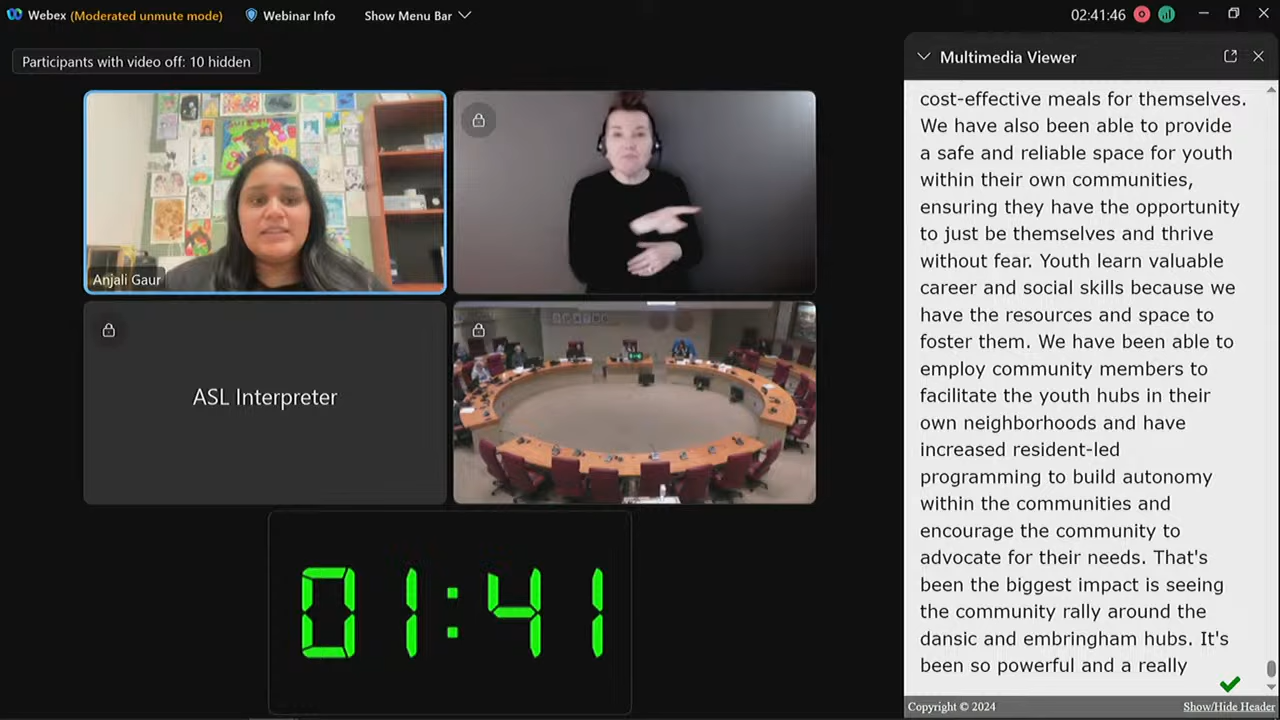 Webex (Moderated unmute mode) Webinar Info Show Menu Bar 02:41:46
Participants with video off: 10 hidden
Anjali Gaur
ASL Interpreter
01:41
Multimedia Viewer
cost-effective meals for themselves.
We have also been able to provide
a safe and reliable space for youth
within their own communities,
ensuring they have the opportunity
to just be themselves and thrive
without fear. Youth learn valuable
career and social skills because we
have the resources and space to
foster them. We have been able to
employ community members to
facilitate the youth hubs in their
own neighborhoods and have
increased resident-led
programming to build autonomy
within the communities and
encourage the community to
advocate for their needs. That's
been the biggest impact is seeing
the community rally around the
dansic and embringham hubs. It's
been so powerful and a really
Copyright © 2024 Show/Hide Header